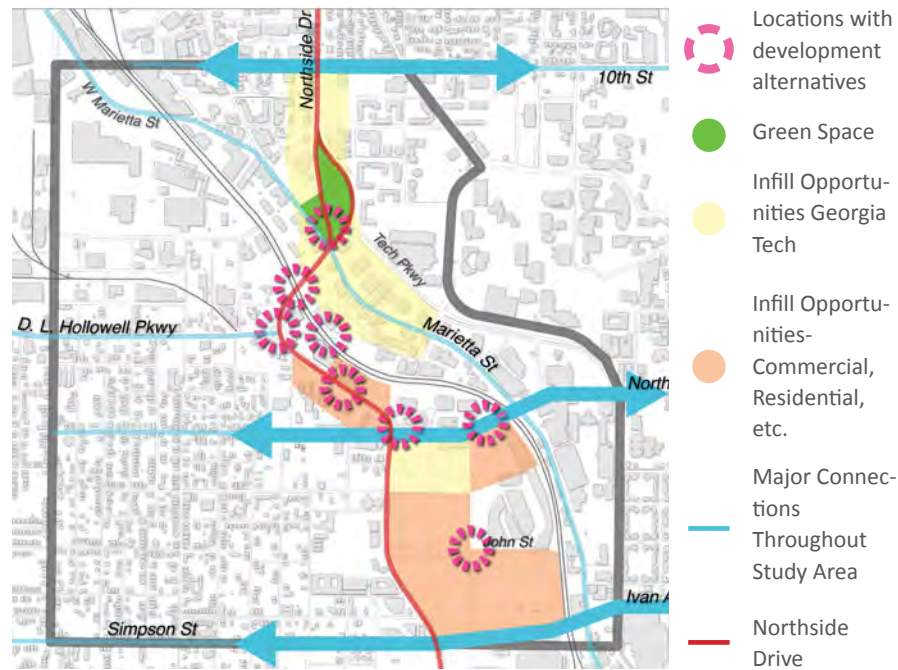 Northside Dr.
10th St
W Marietta St
Tech Pkwy
D. L. Hollowell Pkwy
Marietta St
North
John St
Ivan A
Simpson St
Locations with
development
alternatives
Green Space
Infill Opportu-
nities Georgia
Tech
Infill Opportu-
nities-
Commercial,
Residential,
etc.
Major Connec-
tions
Throughout
Study Area
Northside
Drive